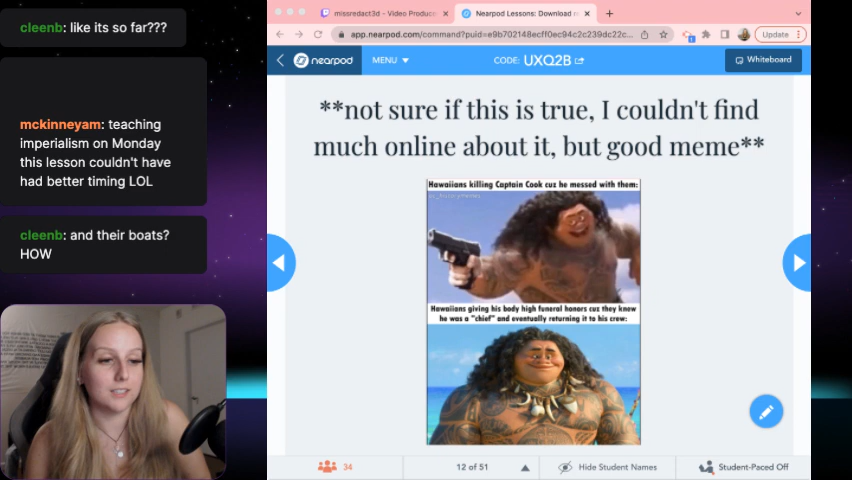 cleenb: like its so far???
mckinneyam: teaching
imperialism on Monday
this lesson couldn't have
had better timing LOL
cleenb: and their boats?
HOW
missredact3d - Video Produce
Nearpod Lessons: Download r
app.nearpod.com/command?puid=e9b702148ecff0ec94c2c239dc22c...
Update
nearpod
MENU
CODE: UXQ2B
Whiteboard
**not sure if this is true, I couldn't find
much online about it, but good meme**
Hawaiians killing Captain Cook cuz he messed with them:
Hawaiians giving his body high funeral honors cuz they knew
he was a "chief" and eventually returning it to his crew:
34
12 of 51
Hide Student Names
Student-Paced Off